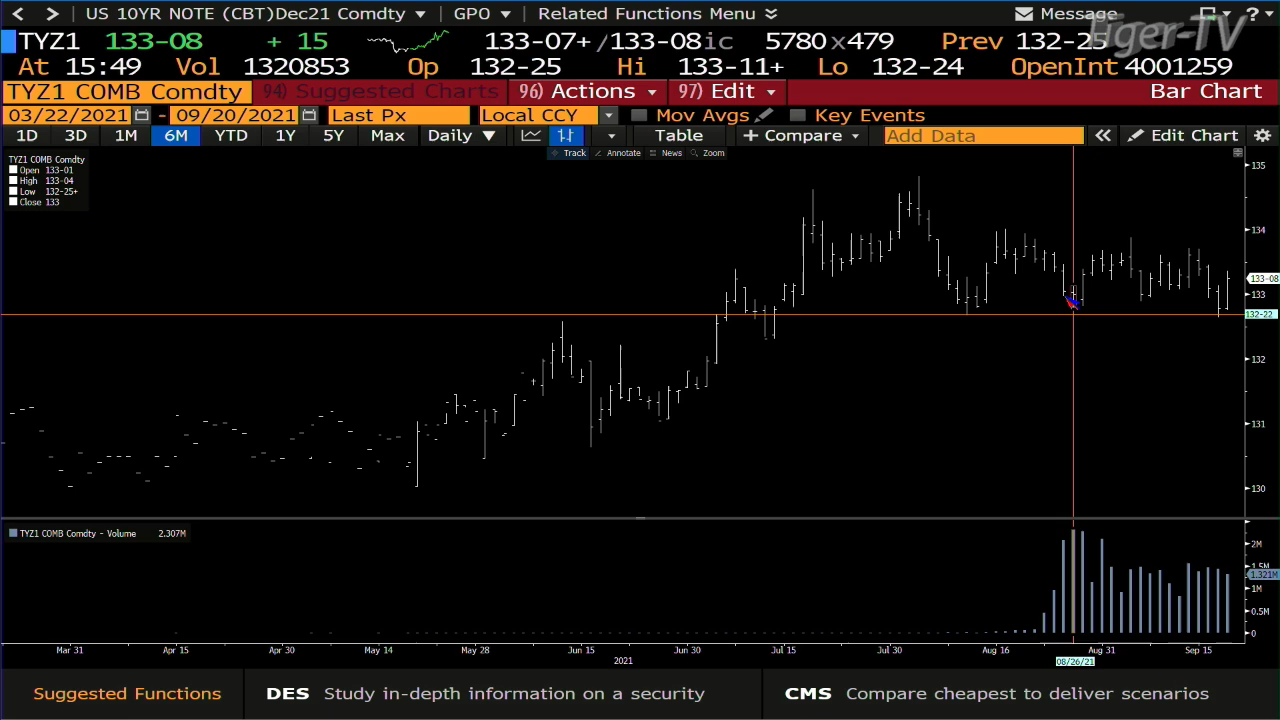 US 10YR NOTE (CBT)Dec21 Comdty GPO Related Functions Menu Message ?
Tiger-TV
TYZ1 133-08 + 15 133-07+/133-08ic 5780x479 Prev 132-25
At 15:49 Vol 1320853 Op 132-25 Hi 133-11+ Lo 132-24 OpenInt 4001259
TYZ1 COMB Comdty 94) Suggested Charts 96) Actions 97) Edit Bar Chart
03/22/2021 - 09/20/2021 Last Px Local CCY Mov Avgs Key Events
1D 3D 1M 6M YTD 1Y 5Y Max Daily Table + Compare Add Data Edit Chart
Track Annotate News Zoom
TYZ1 COMB Comdty
Open 133-01
High 133-04
Low 132-25+
Close 133
135
134
133-08
133
132-22
132
131
130
TYZ1 COMB Comdty - Volume 2.307M
2M
1.5M
1.321M
1M
0.5M
0
Mar 31 Apr 15 Apr 30 May 14 May 28 Jun 15 Jun 30 Jul 15 Jul 30 Aug 16 Aug 31 Sep 15
2021 08/26/21
Suggested Functions DES Study in-depth information on a security CMS Compare cheapest to deliver scenarios